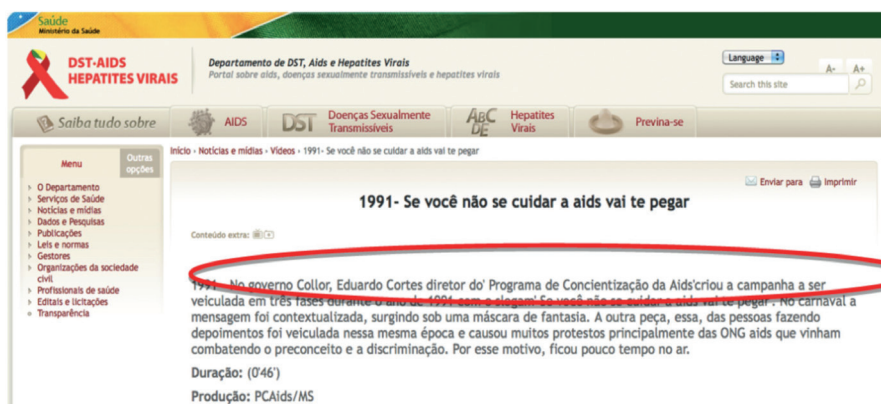 Saúde
Ministério da Saúde
DST-AIDS
HEPATITES VIRAIS
Departamento de DST, Aids e Hepatites Virais
Portal sobre aids, doenças sexualmente transmissíveis e hepatites virais
Language
A- A+
Search this site
Saiba tudo sobre
AIDS
DST
Doenças Sexualmente
Transmissíveis
ABC
DE
Hepatites
Virais
Previna-se
Menu
Outras
opções
O Departamento
Serviços de Saúde
Notícias e mídias
Dados e Pesquisas
Publicações
Leis e normas
Gestores
Organizações da sociedade
civil
Profissionais de saúde
Editais e licitações
Transparência
Início › Notícias e mídias › Vídeos › 1991- Se você não se cuidar a aids vai te pegar
Enviar para Imprimir
1991- Se você não se cuidar a aids vai te pegar
Conteúdo extra:
1991 - No governo Collor, Eduardo Cortes diretor do' Programa de Concientização da Aids'criou a campanha a ser
veiculada em três fases durante o ano de 1991 com o slogam' Se você não se cuidar a aids vai te pegar'. No carnaval a
mensagem foi contextualizada, surgindo sob uma máscara de fantasia. A outra peça, essa, das pessoas fazendo
depoimentos foi veiculada nessa mesma época e causou muitos protestos principalmente das ONG aids que vinham
combatendo o preconceito e a discriminação. Por esse motivo, ficou pouco tempo no ar.
Duração: (0'46')
Produção: PCAids/MS